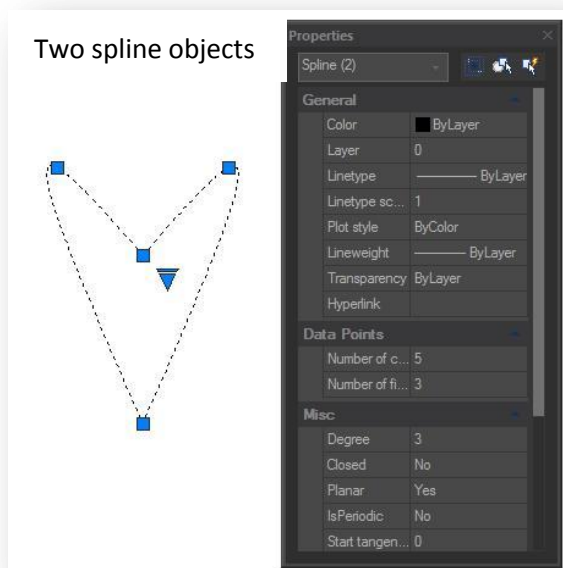 Two spline objects
Properties
Spline (2)
General
Color ByLayer
Layer 0
Linetype ByLayer
Linetype sc... 1
Plot style ByColor
Lineweight ByLayer
Transparency ByLayer
Hyperlink
Data Points
Number of c... 5
Number of fi... 3
Misc
Degree 3
Closed No
Planar Yes
IsPeriodic No
Start tangen... 0